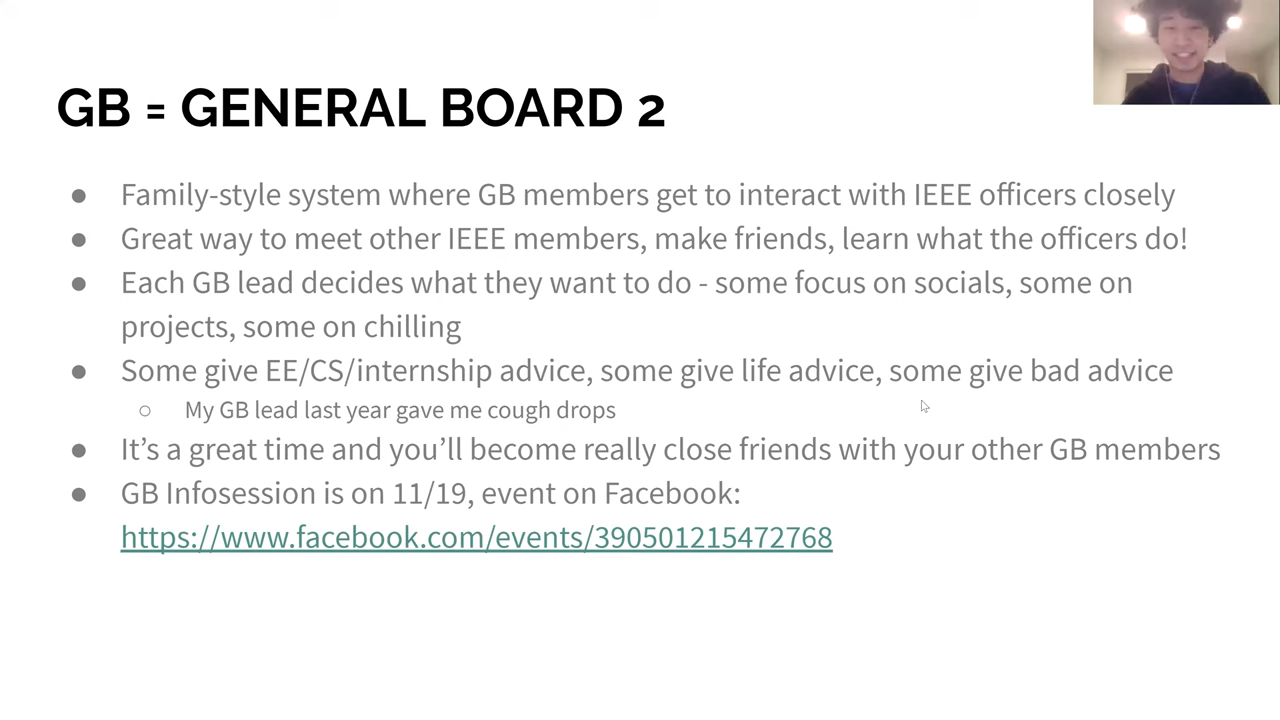 GB = GENERAL BOARD 2
● Family-style system where GB members get to interact with IEEE officers closely
● Great way to meet other IEEE members, make friends, learn what the officers do!
● Each GB lead decides what they want to do - some focus on socials, some on
projects, some on chilling
● Some give EE/CS/internship advice, some give life advice, some give bad advice
○ My GB lead last year gave me cough drops
● It’s a great time and you’ll become really close friends with your other GB members
● GB Infosession is on 11/19, event on Facebook:
https://www.facebook.com/events/390501215472768